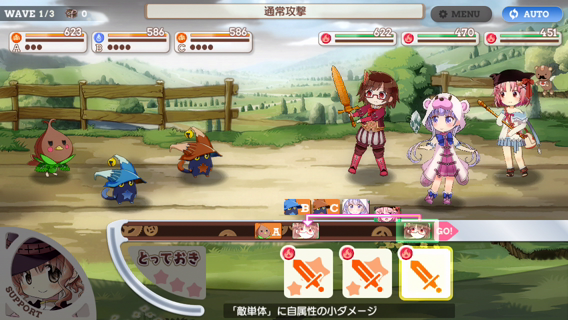 WAVE 1/3
0
通常攻撃
MENU
AUTO
623
A
586
B
586
C
622
470
451
B
C
A
GO!
とっておき
SUPPORT
「敵単体」に自属性の小ダメージ